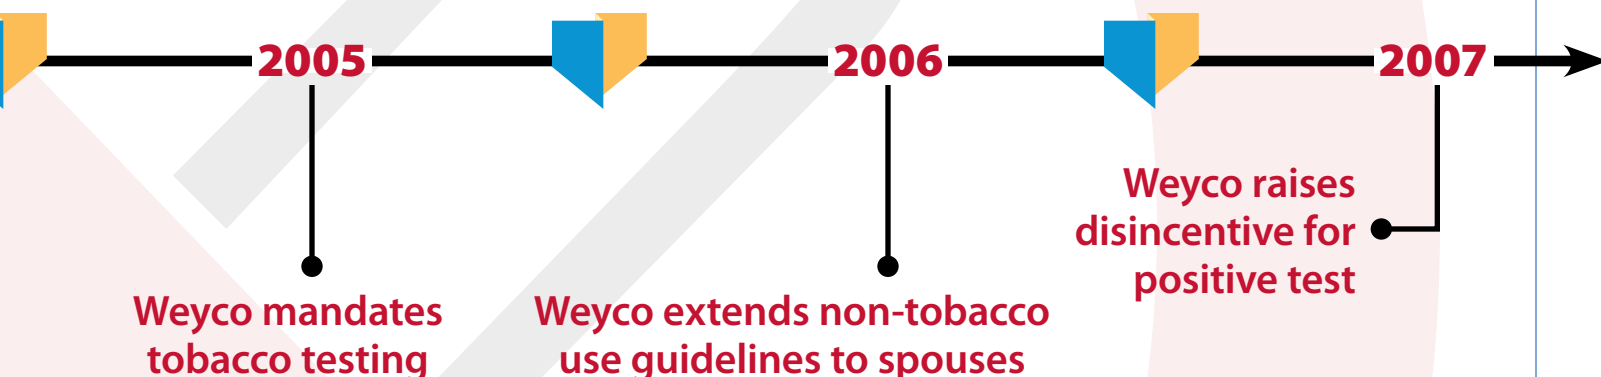 2005
2006
2007
Weyco mandates
tobacco testing
Weyco extends non-tobacco
use guidelines to spouses
Weyco raises
disincentive for
positive test